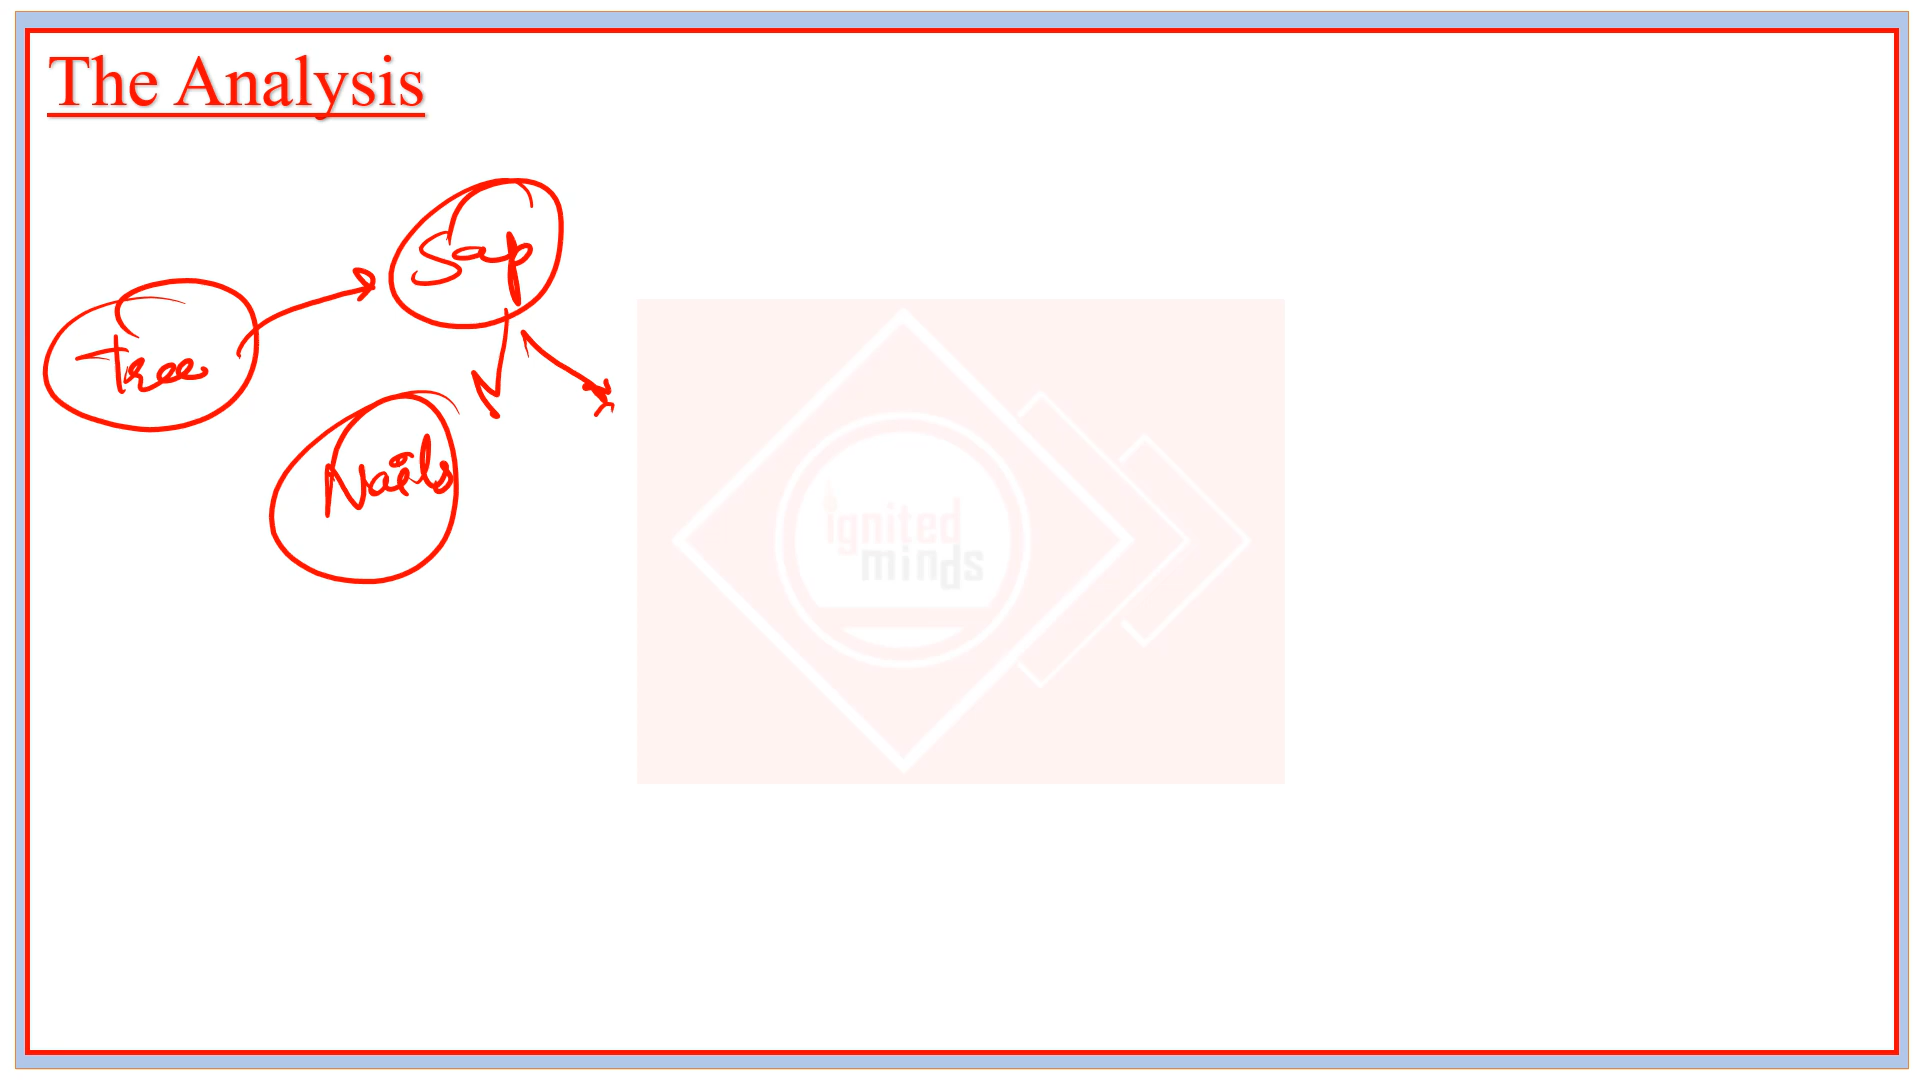 The Analysis
Sap
Tree
Nails
ignited
minds